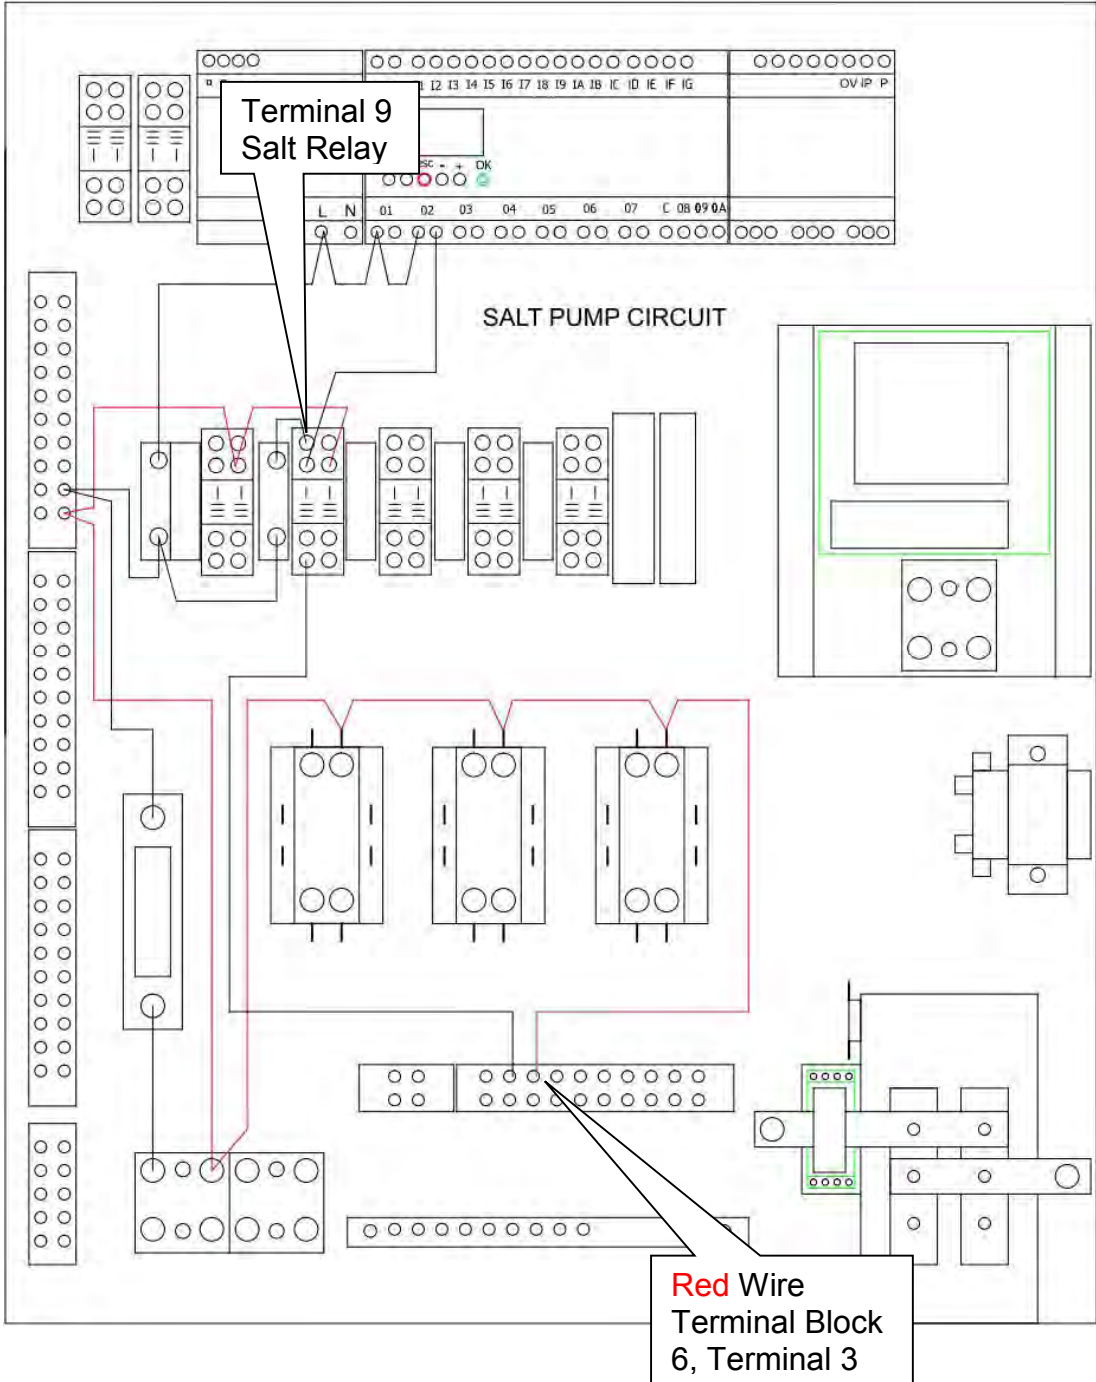 OV IP P
1 I2 I3 I4 I5 I6 I7 I8 I9 IA IB IC ID IE IF IG
Terminal 9
Salt Relay
esc - + OK
L N 01 02 03 04 05 06 07 C 08 09 0A
SALT PUMP CIRCUIT
Red Wire
Terminal Block
6, Terminal 3